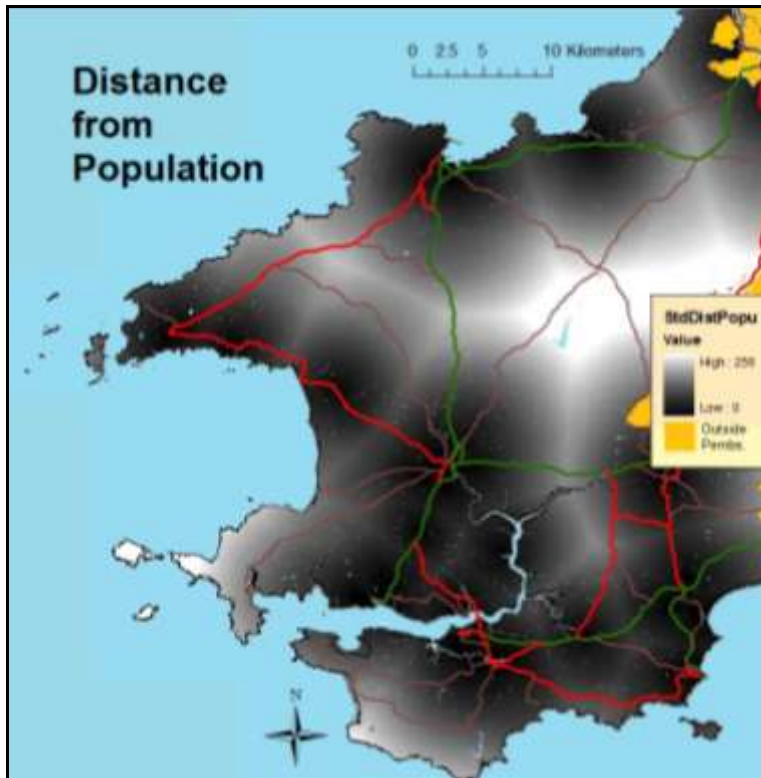 Distance
from
Population
0 2.5 5 10 Kilometers
StdDistPopu
Value
High : 255
Low : 0
Outside
Pembs.
N